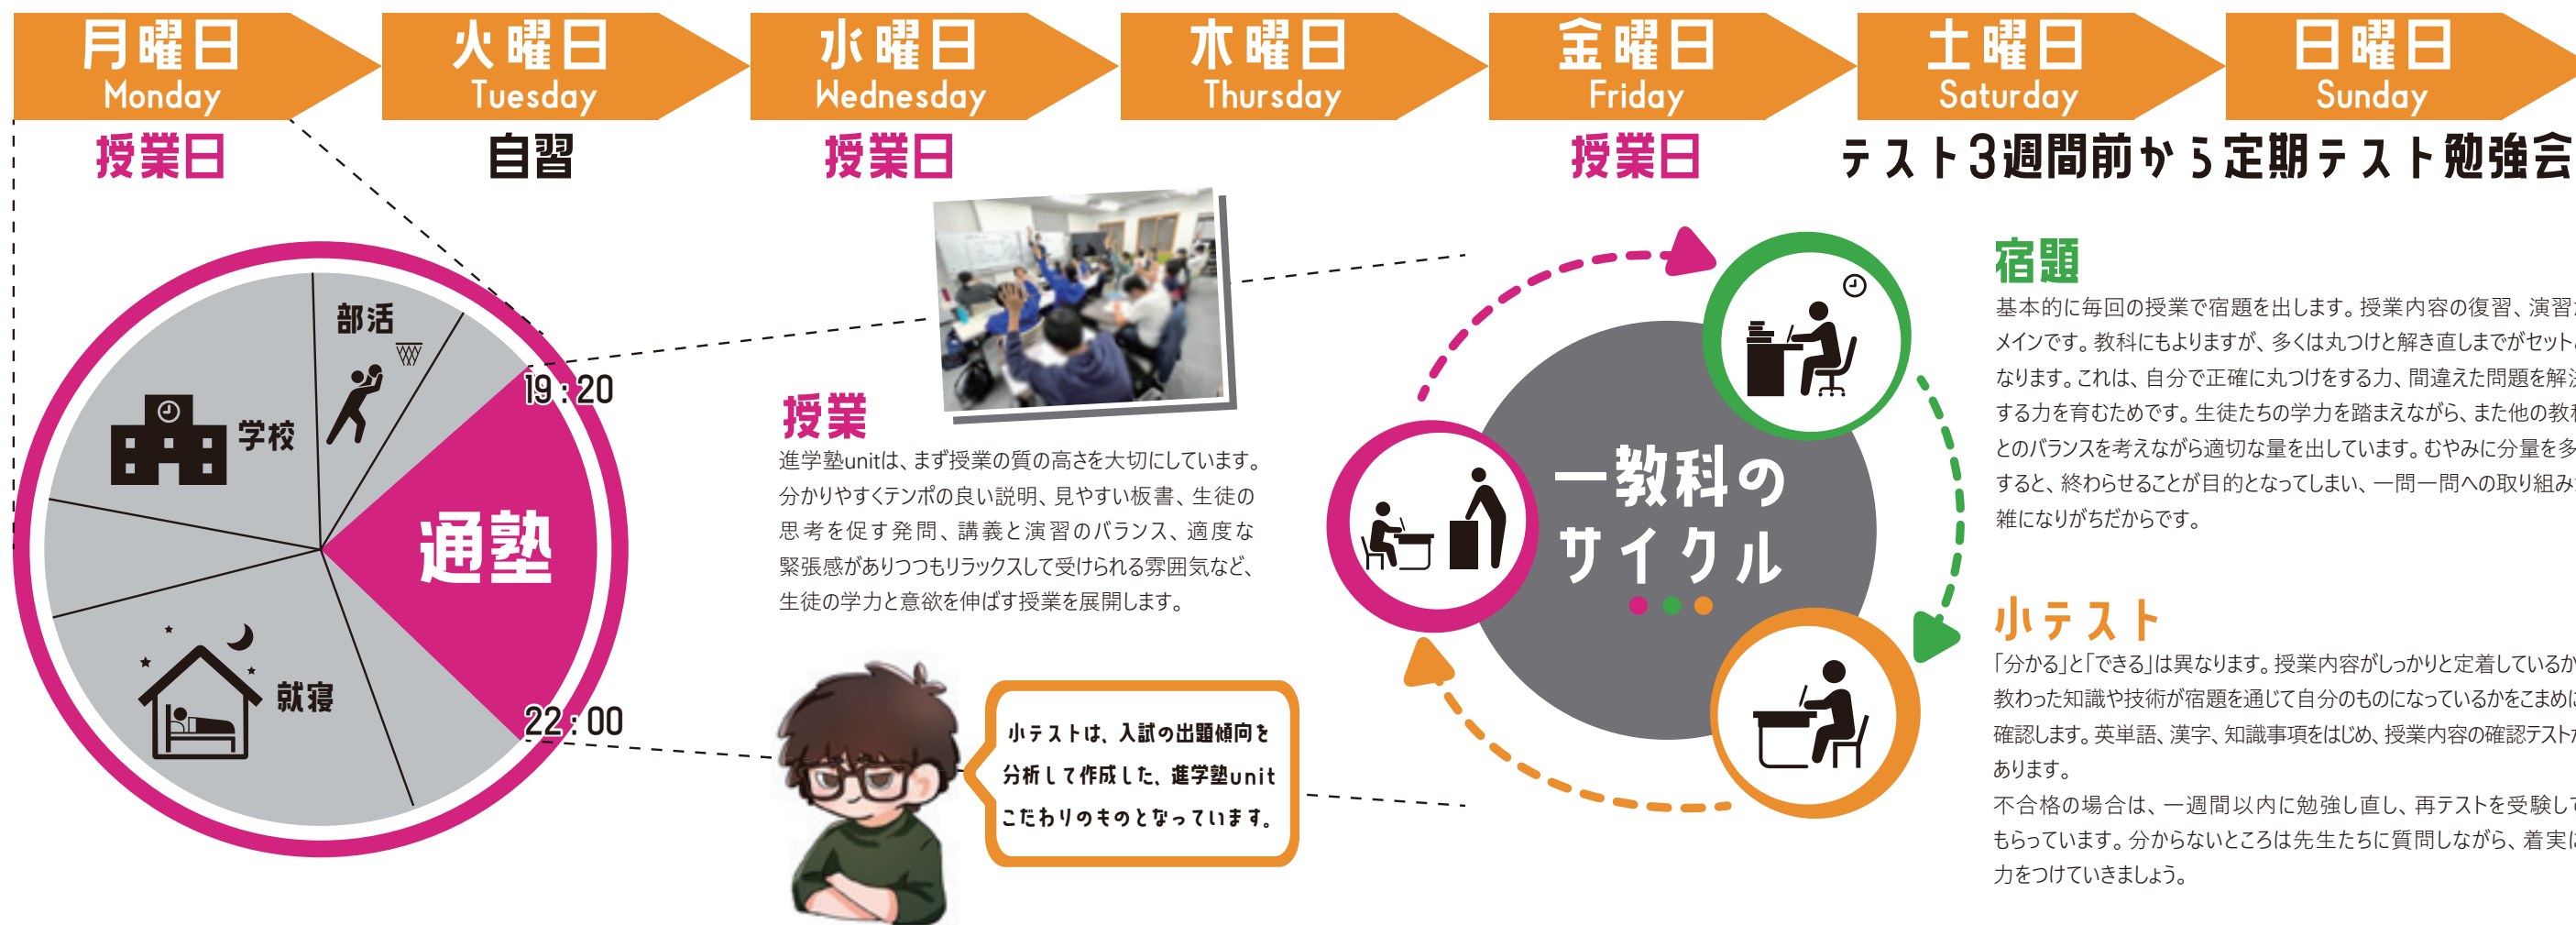 月曜日
Monday
火曜日
Tuesday
水曜日
Wednesday
木曜日
Thursday
金曜日
Friday
土曜日
Saturday
日曜日
Sunday
授業日
自習
授業日
授業日
テスト3週間前から定期テスト勉強会
部活
学校
19:20
通塾
22:00
就寝
授業
進学塾unitは、まず授業の質の高さを大切にしています。
分かりやすくテンポの良い説明、見やすい板書、生徒の
思考を促す発問、講義と演習のバランス、適度な
緊張感がありつつもリラックスして受けられる雰囲気など、
生徒の学力と意欲を伸ばす授業を展開します。
小テストは、入試の出題傾向を
分析して作成した、進学塾unit
こだわりのものとなっています。
一教科の
サイクル
宿題
基本的に毎回の授業で宿題を出します。授業内容の復習、演習
メインです。教科にもよりますが、多くは丸つけと解き直しまでがセット
なります。これは、自分で正確に丸つけをする力、間違えた問題を解
する力を育むためです。生徒たちの学力を踏まえながら、また他の教
とのバランスを考えながら適切な量を出しています。むやみに分量を多
すると、終わらせることが目的となってしまい、一問一問への取り組み
雑になりがちだからです。
小テスト
「分かる」と「できる」は異なります。授業内容がしっかりと定着しているか
教わった知識や技術が宿題を通じて自分のものになっているかをこまめに
確認します。英単語、漢字、知識事項をはじめ、授業内容の確認テスト
あります。
不合格の場合は、一週間以内に勉強し直し、再テストを受験して
もらっています。分からないところは先生たちに質問しながら、着実に
力をつけていきましょう。